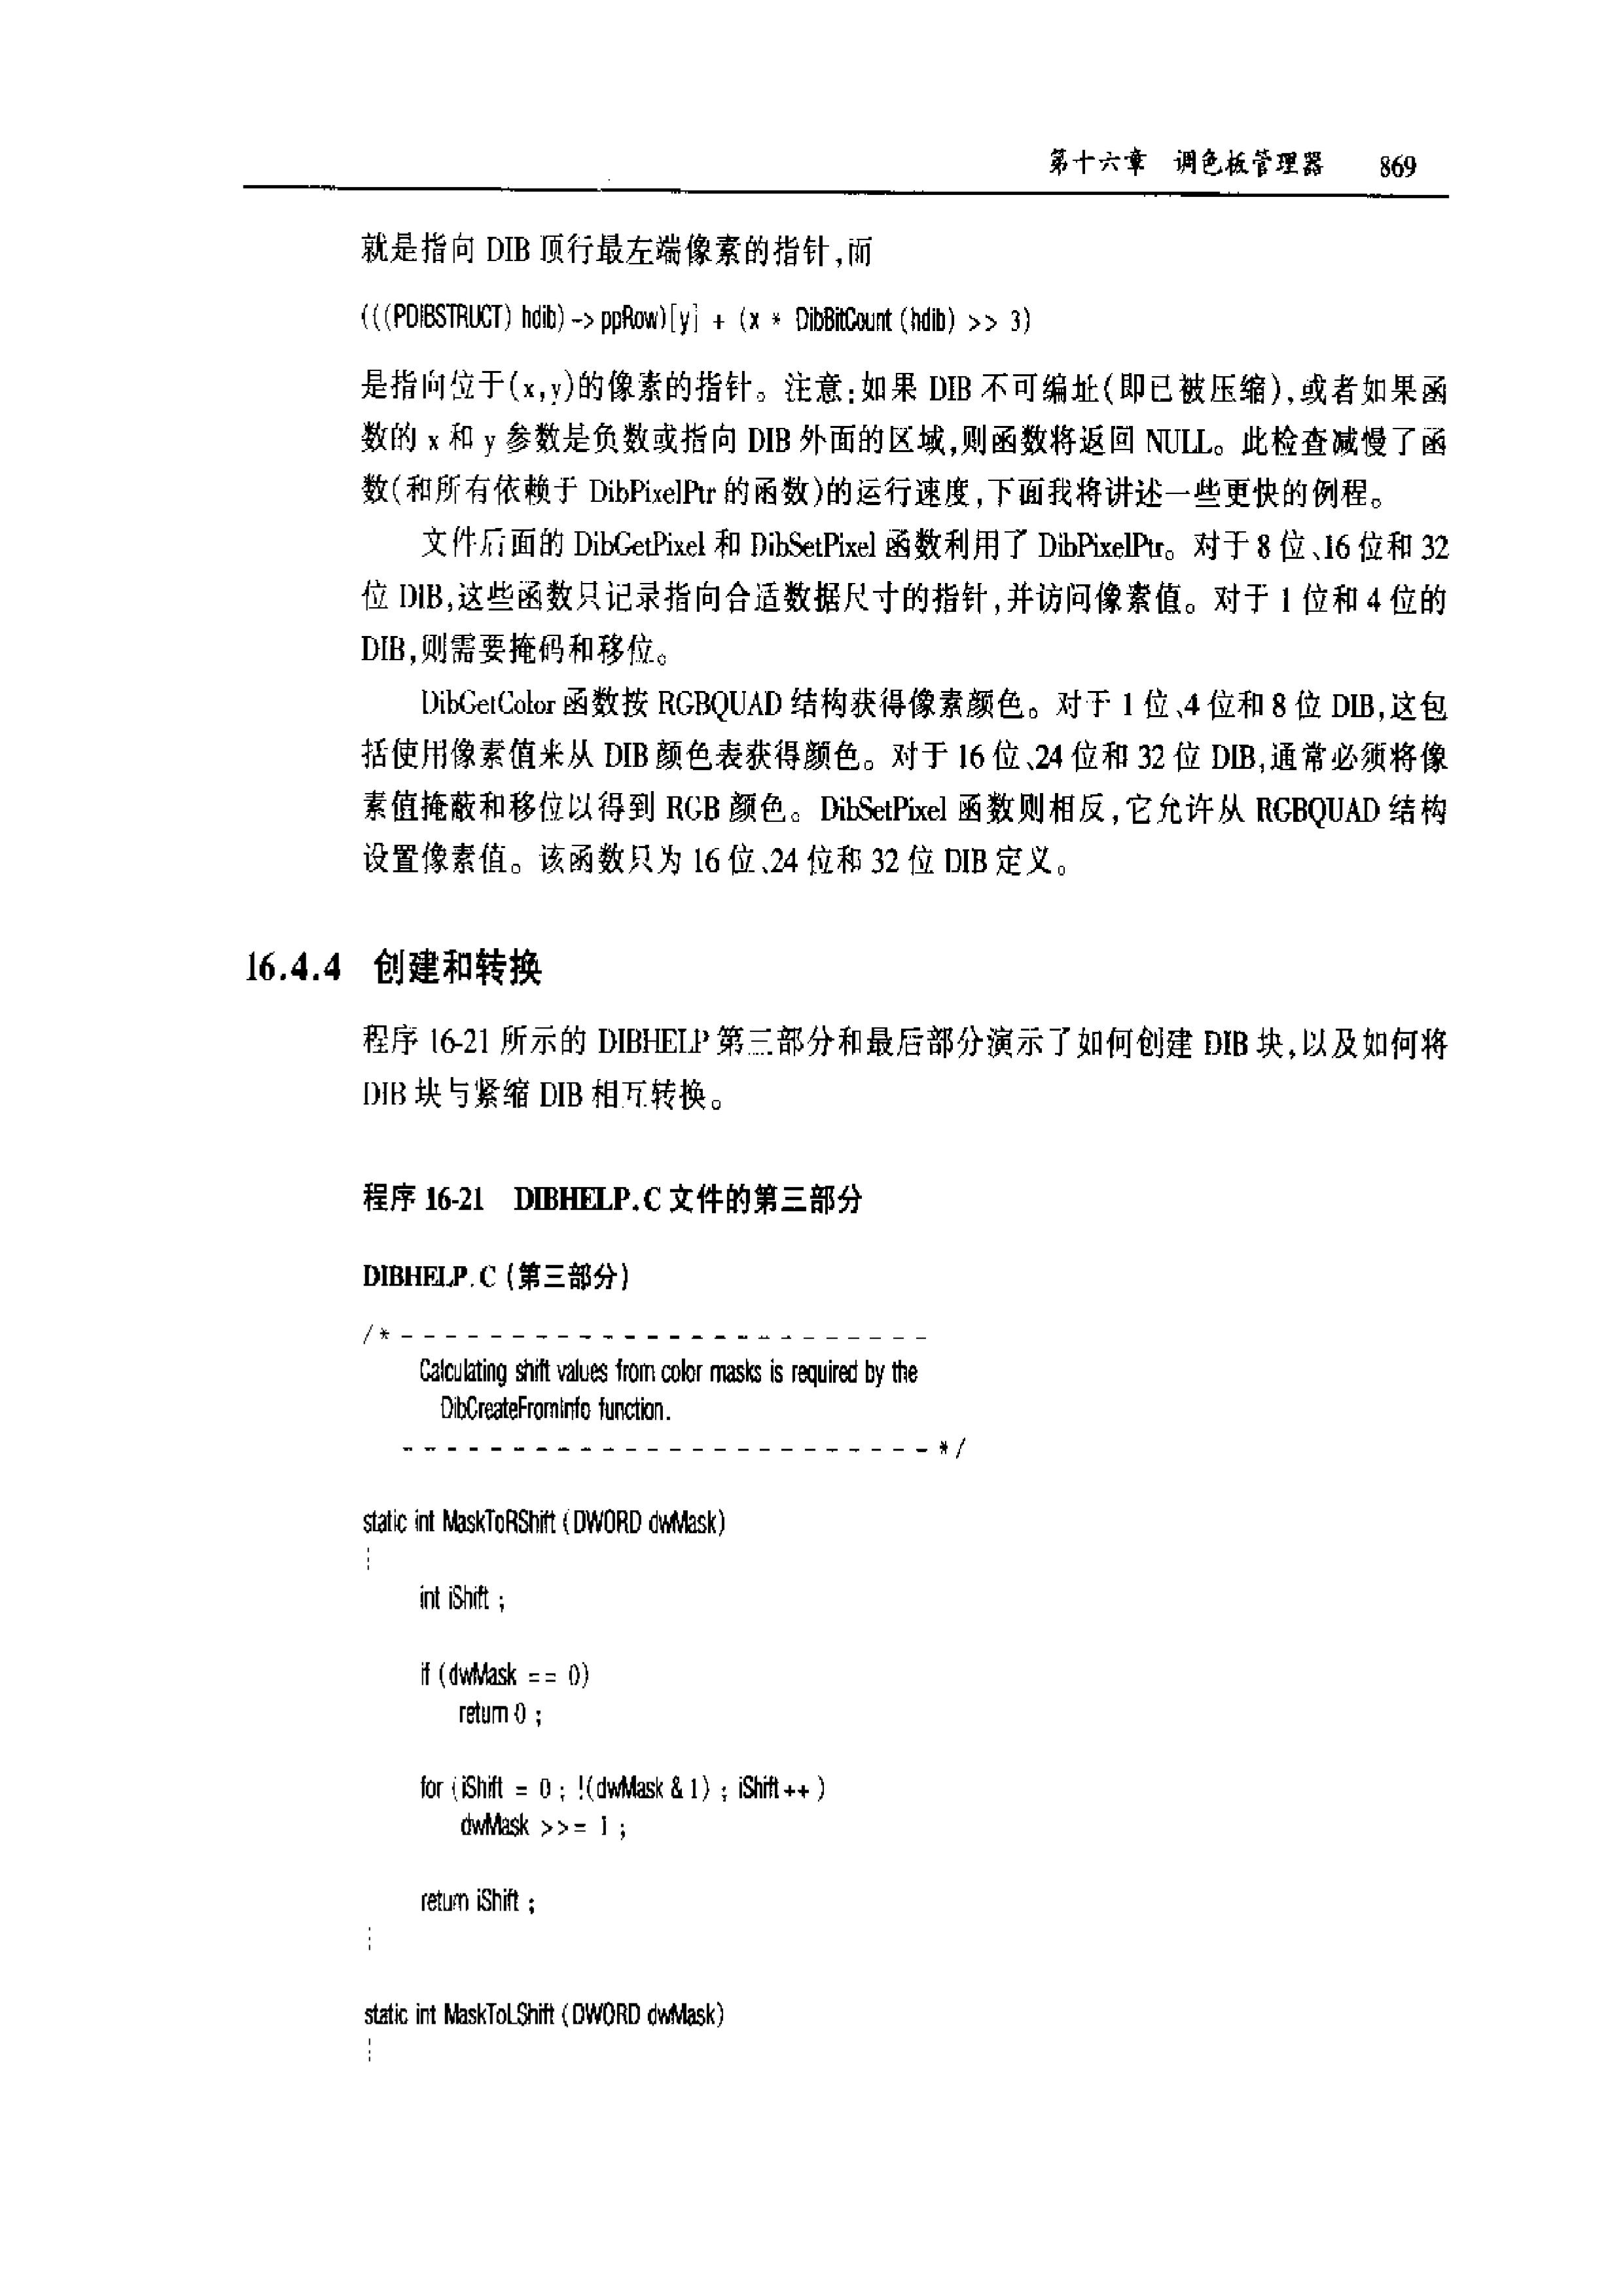 第十六章 调色板管理器 869
就是指向 DIB 顶行最左端像素的指针,而
(((PDIBSTRUCT) hdib) -> ppRow)[y] + (x * DibBitCount (hdib) >> 3)
是指向位于(x,y)的像素的指针。注意:如果 DIB 不可编址(即已被压缩),或者如果函
数的 x 和 y 参数是负数或指向 DIB 外面的区域,则函数将返回 NULL。此检查减慢了函
数(和所有依赖于 DibPixelPtr 的函数)的运行速度,下面我将讲述一些更快的例程。
文件后面的 DibGetPixel 和 DibSetPixel 函数利用了 DibPixelPtr。对于 8 位、16 位和 32
位 DIB,这些函数只记录指向合适数据尺寸的指针,并访问像素值。对于 1 位和 4 位的
DIB,则需要掩码和移位。
DibGetColor 函数按 RGBQUAD 结构获得像素颜色。对于 1 位、4 位和 8 位 DIB,这包
括使用像素值来从 DIB 颜色表获得颜色。对于 16 位、24 位和 32 位 DIB,通常必须将像
素值掩蔽和移位以得到 RGB 颜色。DibSetPixel 函数则相反,它允许从 RGBQUAD 结构
设置像素值。该函数只为 16 位、24 位和 32 位 DIB 定义。
16.4.4 创建和转换
程序 16-21 所示的 DIBHELP 第三部分和最后部分演示了如何创建 DIB 块,以及如何将
DIB 块与紧缩 DIB 相互转换。
程序 16-21 DIBHELP.C 文件的第三部分
DIBHELP.C (第三部分)
/* - - - - - - - - - - - - - - - - - - - - - - - -
Calculating shift values from color masks is required by the
DibCreateFromInfo function.
- - - - - - - - - - - - - - - - - - - - - - - - */
static int MaskToRShift (DWORD dwMask)
{
int iShift ;
if (dwMask == 0)
return 0 ;
for (iShift = 0 ; !(dwMask & 1) ; iShift++ )
dwMask >>= 1 ;
return iShift ;
}
static int MaskToLShift (DWORD dwMask)
{